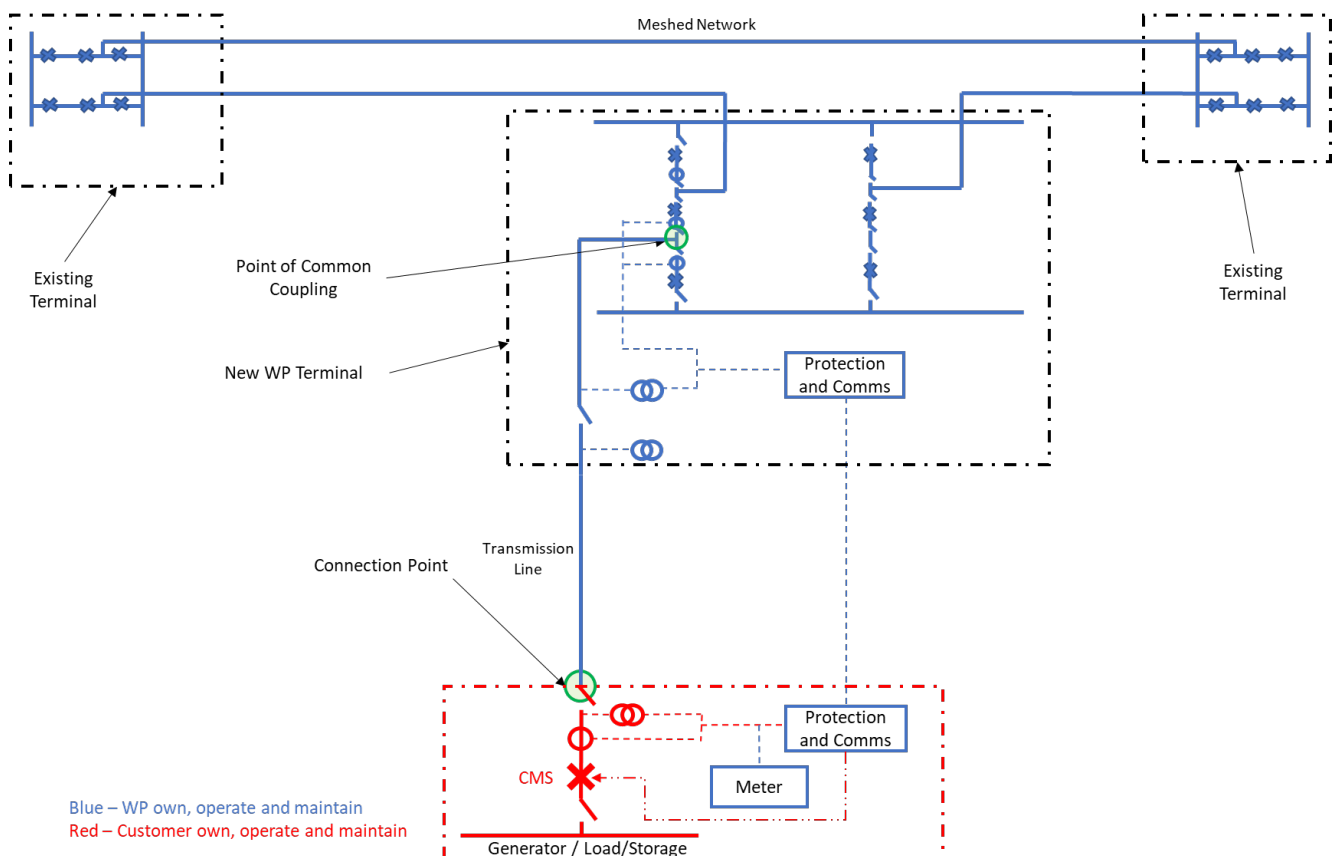 Meshed Network
Existing
Terminal
Point of Common
Coupling
Existing
Terminal
New WP Terminal
Protection
and Comms
Transmission
Line
Connection Point
Protection
and Comms
CMS
Meter
Blue – WP own, operate and maintain
Red – Customer own, operate and maintain
Generator / Load/Storage